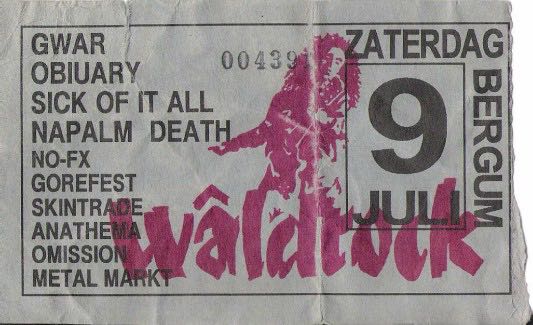 GWAR
OBIUARY
SICK OF IT ALL
NAPALM DEATH
NO-FX
GOREFEST
SKINTRADE
ANATHEMA
OMISSION
METAL MARKT
ZATERDAG
9
JULI
BERGUM
Wâldrock